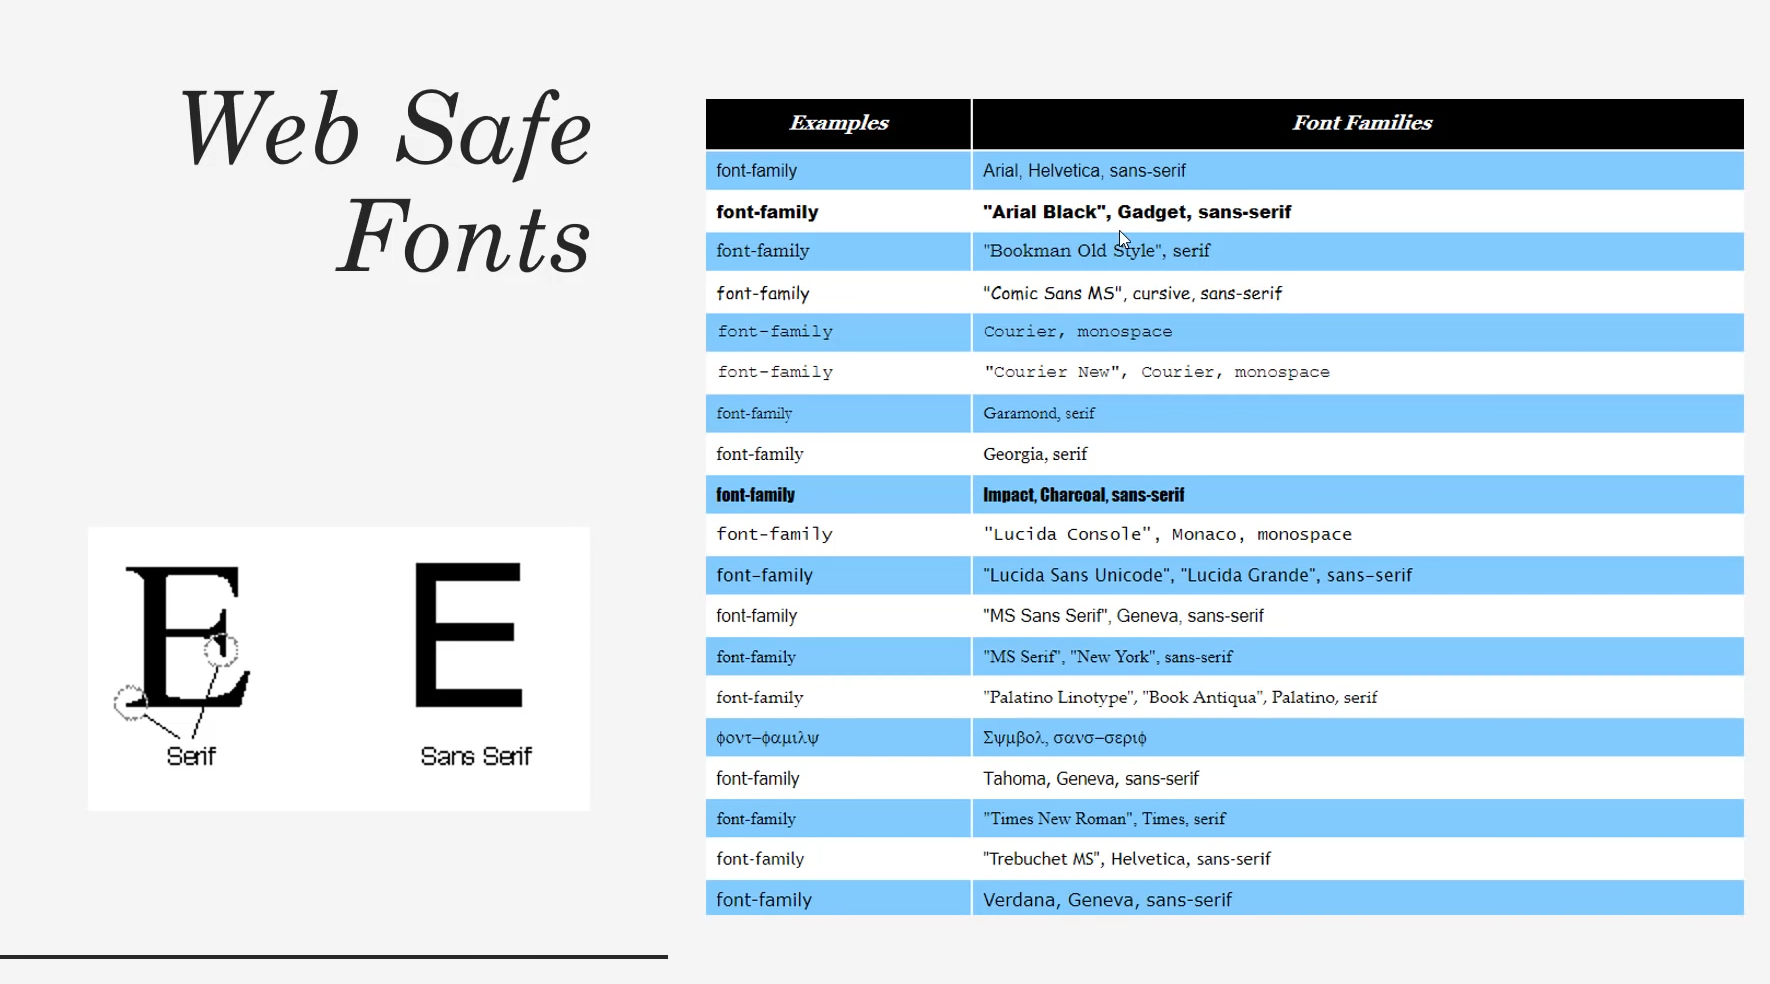 Web Safe
Fonts
Examples Font Families
font-family Arial, Helvetica, sans-serif
font-family "Arial Black", Gadget, sans-serif
font-family "Bookman Old Style", serif
font-family "Comic Sans MS", cursive, sans-serif
font-family Courier, monospace
font-family "Courier New", Courier, monospace
font-family Garamond, serif
font-family Georgia, serif
font-family Impact, Charcoal, sans-serif
font-family "Lucida Console", Monaco, monospace
font-family "Lucida Sans Unicode", "Lucida Grande", sans-serif
font-family "MS Sans Serif", Geneva, sans-serif
font-family "MS Serif", "New York", sans-serif
font-family "Palatino Linotype", "Book Antiqua", Palatino, serif
φοντ–φαμιλψ Σψμβολ, σανσ–σεριφ
font-family Tahoma, Geneva, sans-serif
font-family "Times New Roman", Times, serif
font-family "Trebuchet MS", Helvetica, sans-serif
font-family Verdana, Geneva, sans-serif
E E
Serif Sans Serif